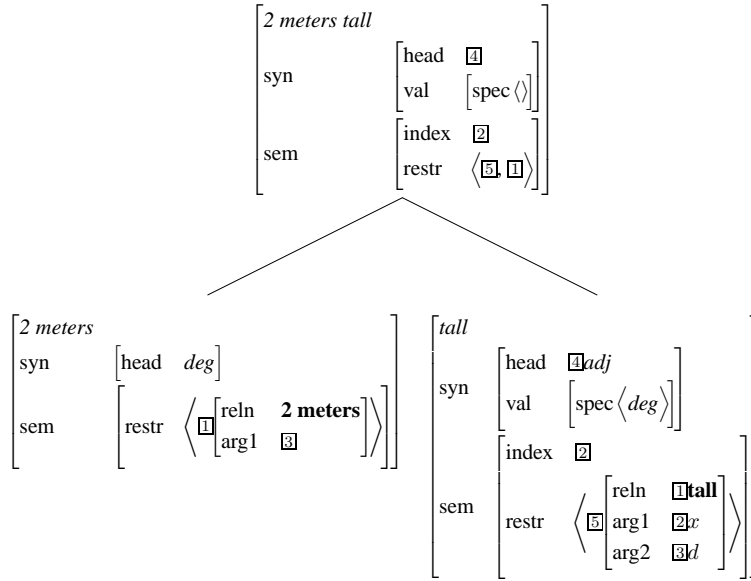 2 meters tall
syn head 4
val spec ⟨⟩
sem index 2
restr ⟨ 5, 1 ⟩
2 meters
syn head deg
sem restr ⟨ 1 reln 2 meters
arg1 3 ⟩
tall
syn head 4 adj
val spec ⟨ deg ⟩
sem index 2
restr ⟨ 5 reln 1 tall
arg1 2 x
arg2 3 d ⟩